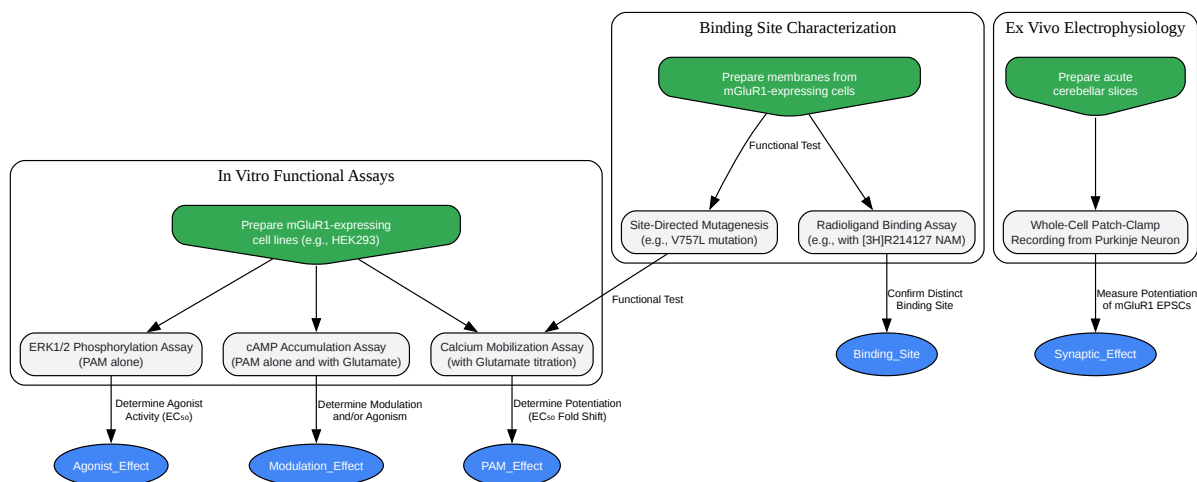 Binding Site Characterization
Prepare membranes from
mGluR1-expressing cells
Functional Test
Site-Directed Mutagenesis
(e.g., V757L mutation)
Radioligand Binding Assay
(e.g., with [3H]R214127 NAM)
Ex Vivo Electrophysiology
Prepare acute
cerebellar slices
Whole-Cell Patch-Clamp
Recording from Purkinje Neuron
In Vitro Functional Assays
Prepare mGluR1-expressing
cell lines (e.g., HEK293)
Functional Test
Confirm Distinct
Binding Site
Measure Potentiation
of mGluR1 EPSCs
ERK1/2 Phosphorylation Assay
(PAM alone)
cAMP Accumulation Assay
(PAM alone and with Glutamate)
Calcium Mobilization Assay
(with Glutamate titration)
Binding_Site
Synaptic_Effect
Determine Agonist
Activity (EC₅₀)
Determine Modulation
and/or Agonism
Determine Potentiation
(EC₅₀ Fold Shift)
Agonist_Effect
Modulation_Effect
PAM_Effect